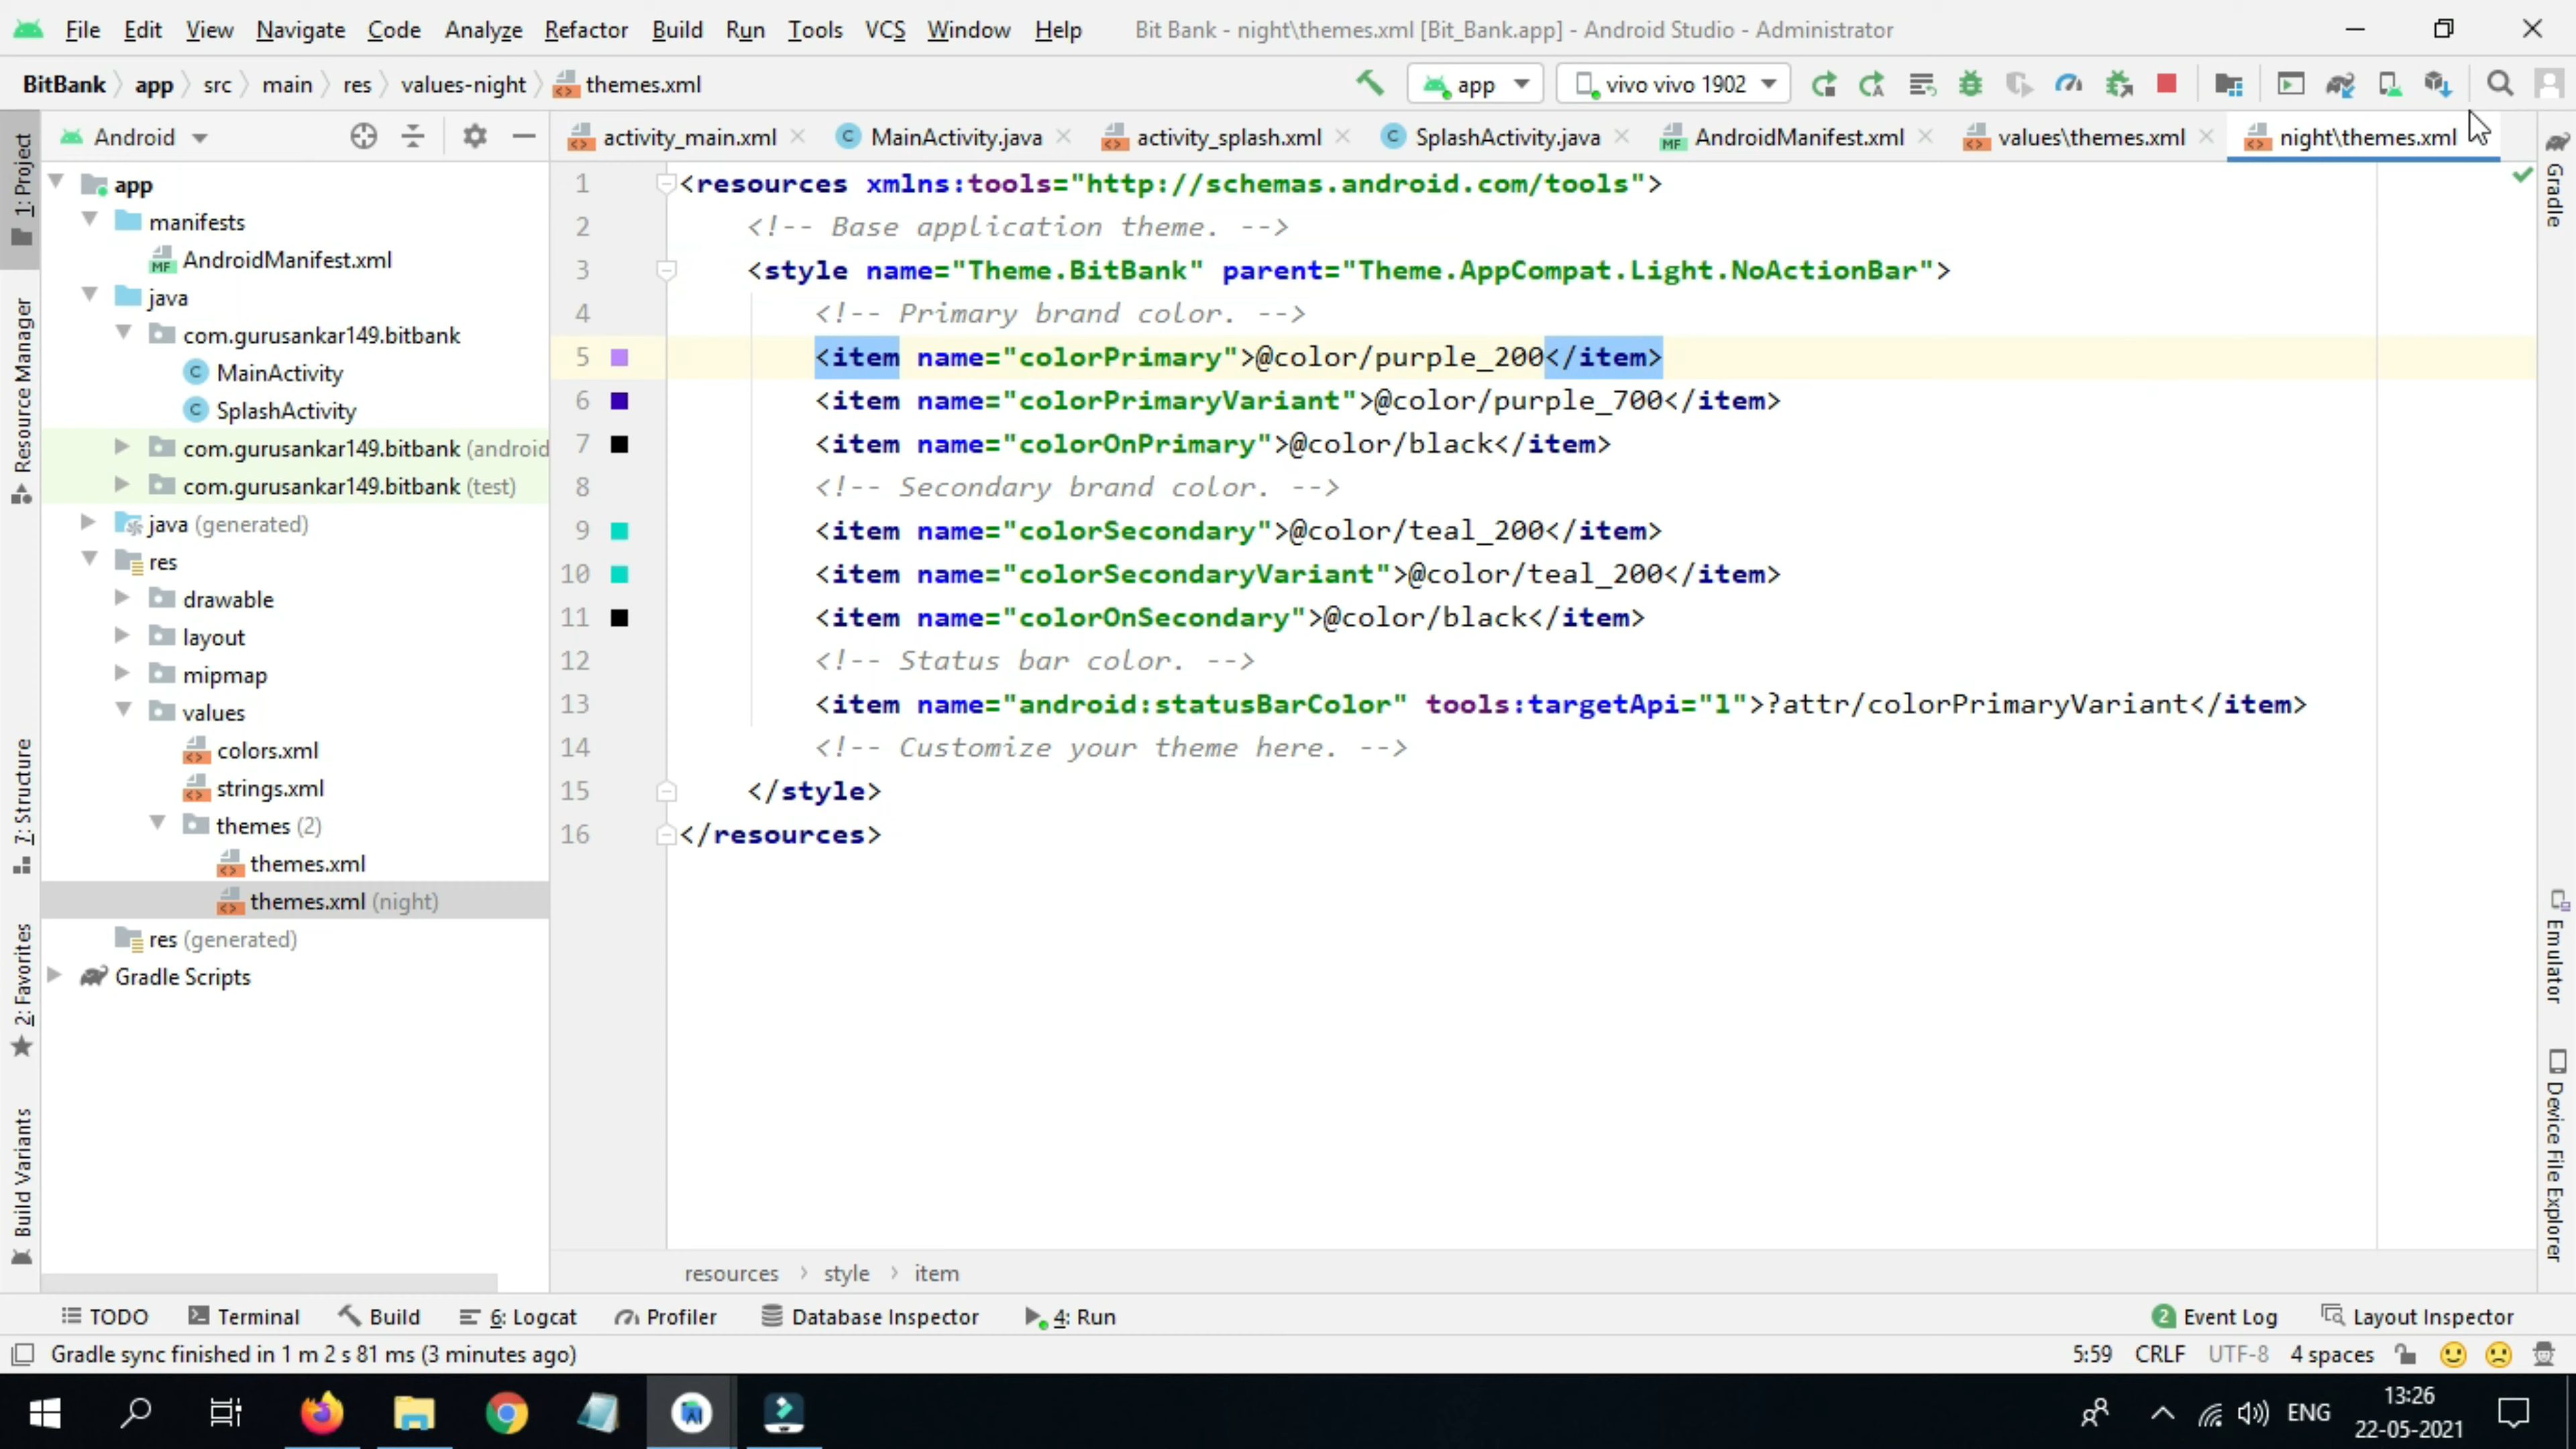 File Edit View Navigate Code Analyze Refactor Build Run Tools VCS Window Help Bit Bank - night\themes.xml [Bit_Bank.app] - Android Studio - Administrator
BitBank app src main res values-night themes.xml app vivo vivo 1902
Android activity_main.xml MainActivity.java activity_splash.xml SplashActivity.java AndroidManifest.xml values\themes.xml night\themes.xml
1: Project
Resource Manager
7: Structure
2: Favorites
Build Variants
app
manifests
AndroidManifest.xml
java
com.gurusankar149.bitbank
MainActivity
SplashActivity
com.gurusankar149.bitbank (android
com.gurusankar149.bitbank (test)
java (generated)
res
drawable
layout
mipmap
values
colors.xml
strings.xml
themes (2)
themes.xml
themes.xml (night)
res (generated)
Gradle Scripts
1 <resources xmlns:tools="http://schemas.android.com/tools">
2 <!-- Base application theme. -->
3 <style name="Theme.BitBank" parent="Theme.AppCompat.Light.NoActionBar">
4 <!-- Primary brand color. -->
5 <item name="colorPrimary">@color/purple_200</item>
6 <item name="colorPrimaryVariant">@color/purple_700</item>
7 <item name="colorOnPrimary">@color/black</item>
8 <!-- Secondary brand color. -->
9 <item name="colorSecondary">@color/teal_200</item>
10 <item name="colorSecondaryVariant">@color/teal_200</item>
11 <item name="colorOnSecondary">@color/black</item>
12 <!-- Status bar color. -->
13 <item name="android:statusBarColor" tools:targetApi="l">?attr/colorPrimaryVariant</item>
14 <!-- Customize your theme here. -->
15 </style>
16 </resources>
Gradle
Emulator
Device File Explorer
resources style item
TODO Terminal Build 6: Logcat Profiler Database Inspector 4: Run 2 Event Log Layout Inspector
Gradle sync finished in 1 m 2 s 81 ms (3 minutes ago) 5:59 CRLF UTF-8 4 spaces
ENG 13:26
22-05-2021